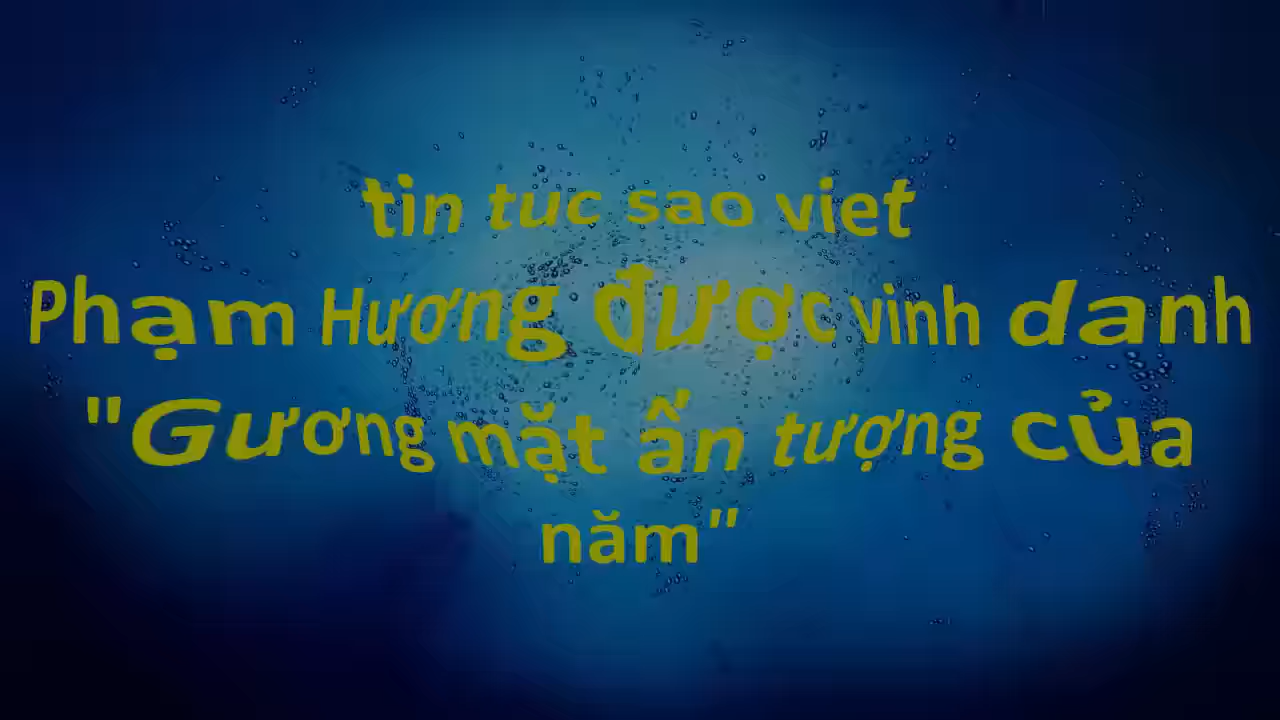 tin tuc sao viet
Phạm Hương được vinh danh
"Gương mặt ấn tượng của
năm"